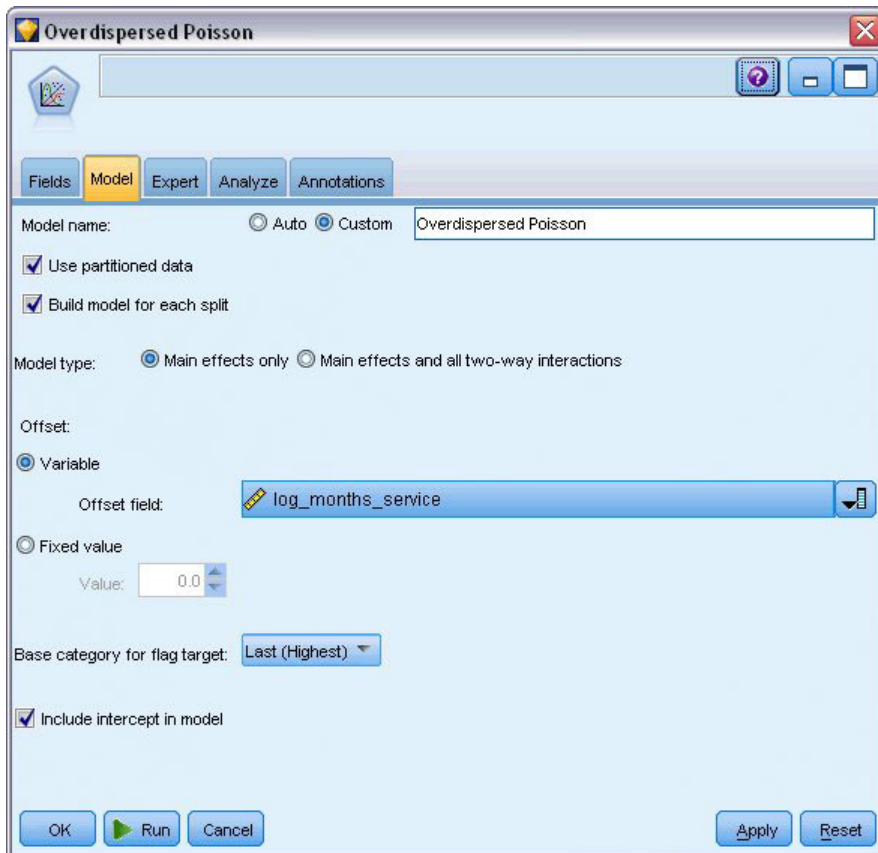 Overdispersed Poisson
Fields Model Expert Analyze Annotations
Model name: Auto Custom Overdispersed Poisson
Use partitioned data
Build model for each split
Model type: Main effects only Main effects and all two-way interactions
Offset:
Variable
Offset field: log_months_service
Fixed value
Value: 0.0
Base category for flag target: Last (Highest)
Include intercept in model
OK Run Cancel Apply Reset